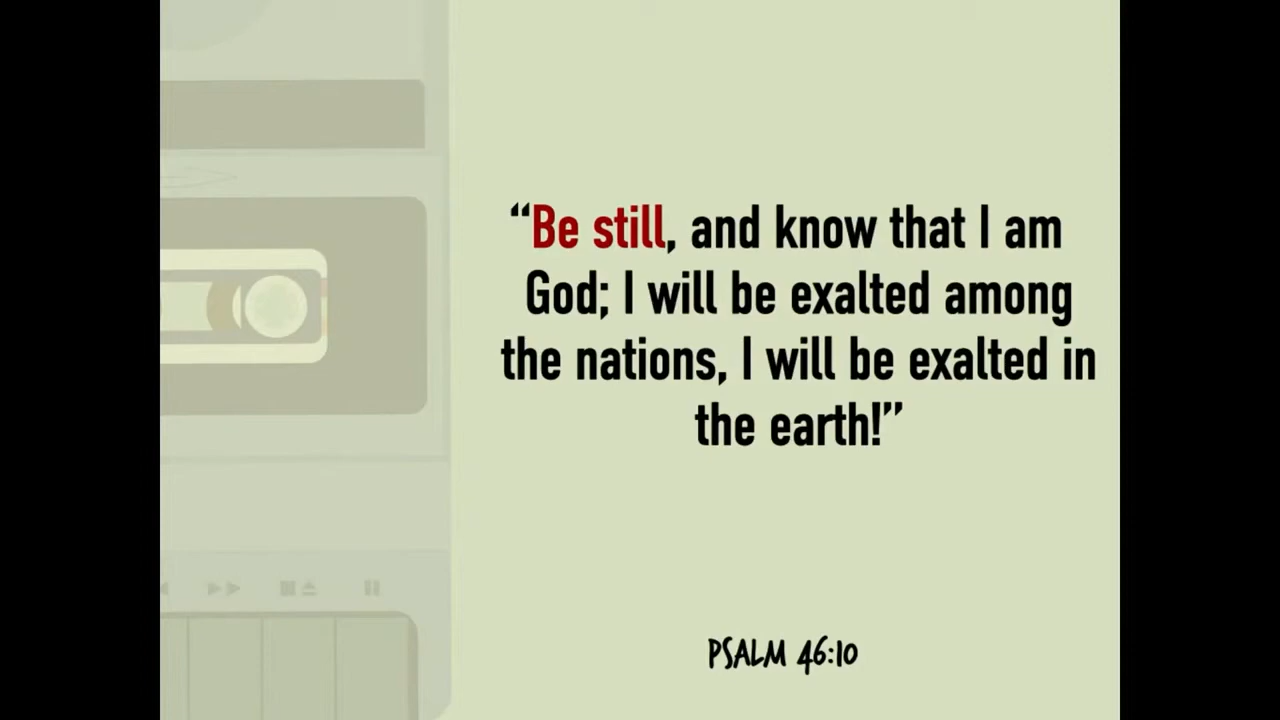 “Be still, and know that I am
God; I will be exalted among
the nations, I will be exalted in
the earth!”
PSALM 46:10